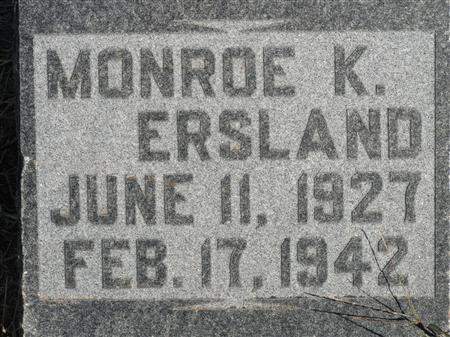 MONROE K.
ERSLAND
JUNE 11, 1927
FEB. 17, 1942